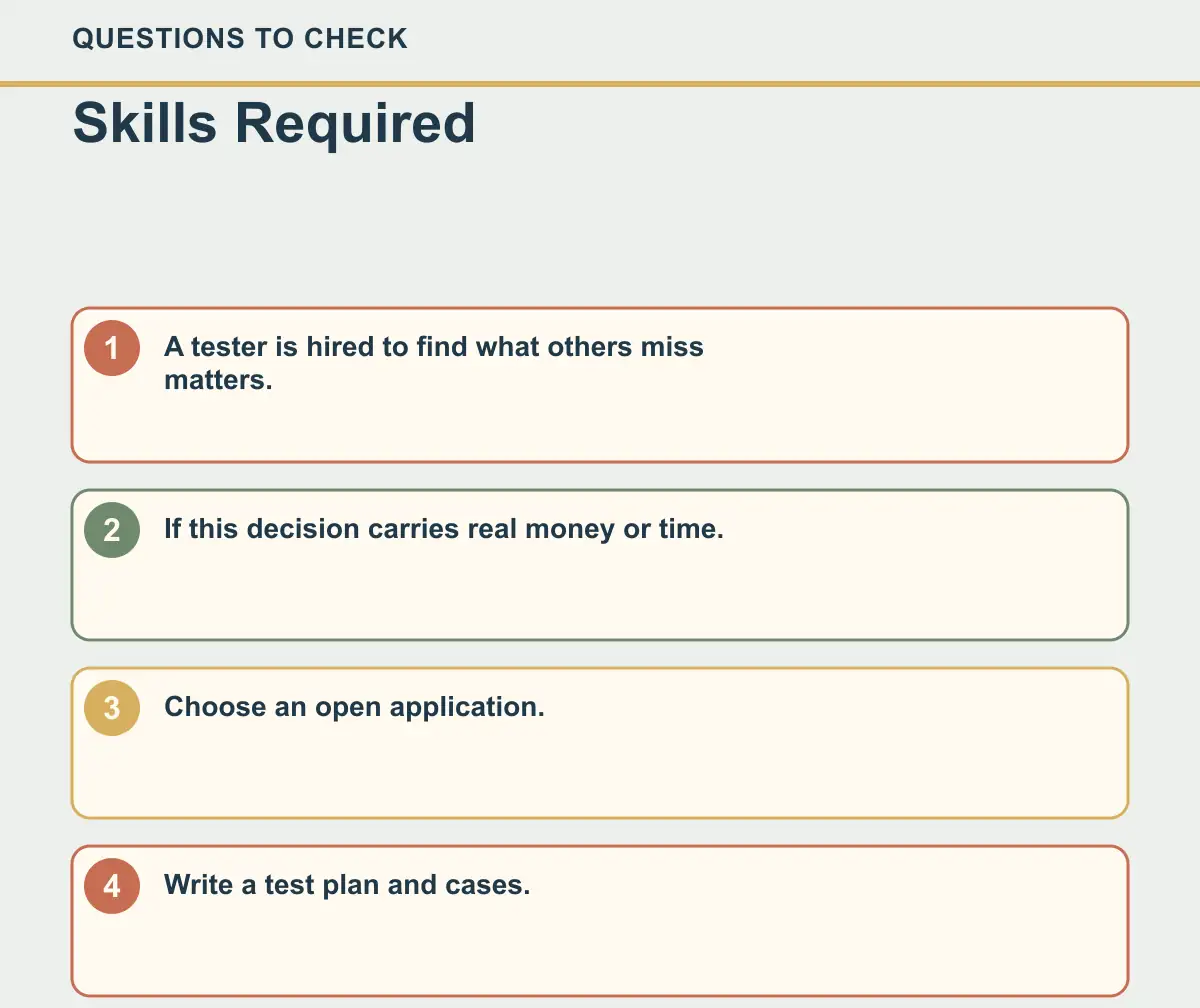 QUESTIONS TO CHECK
Skills Required
1
A tester is hired to find what others miss
matters.
2
If this decision carries real money or time.
3
Choose an open application.
4
Write a test plan and cases.